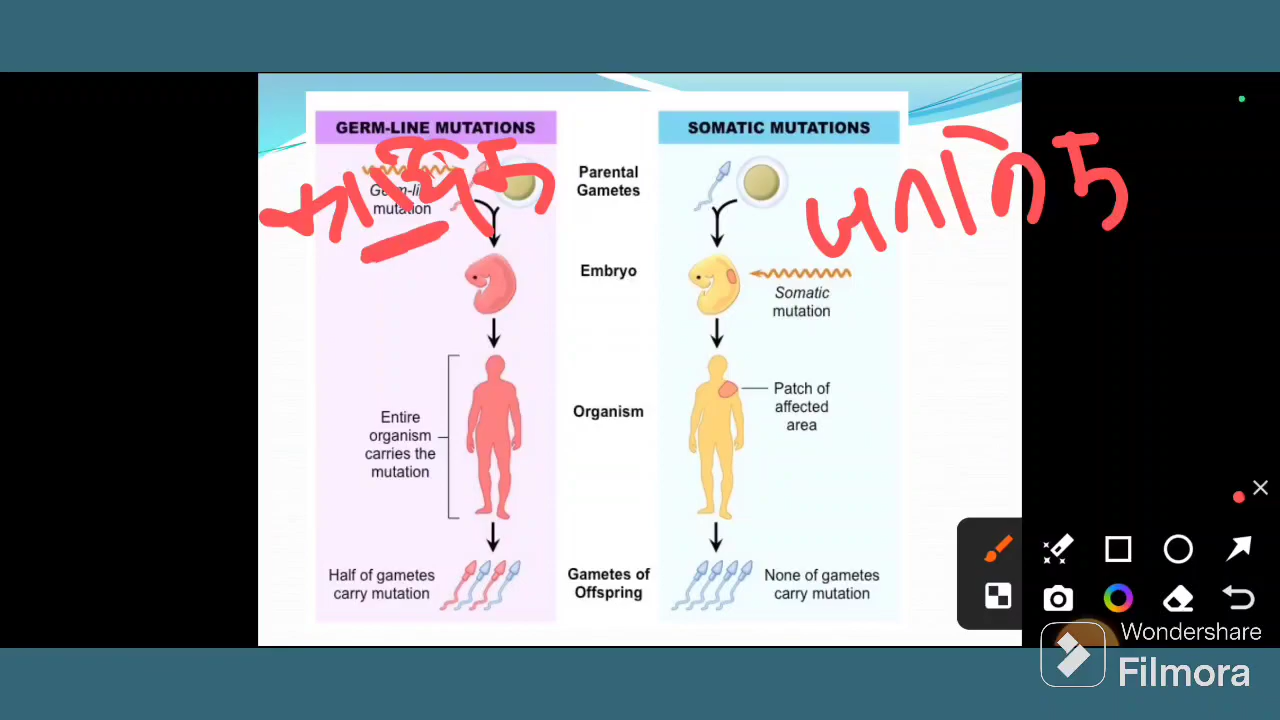 GERM-LINE MUTATIONS
SOMATIC MUTATIONS
Parental
Gametes
mutation
Embryo
Somatic
mutation
Entire
organism
carries the
mutation
Organism
Patch of
affected
area
Half of gametes
carry mutation
Gametes of
Offspring
None of gametes
carry mutation
Wondershare
Filmora